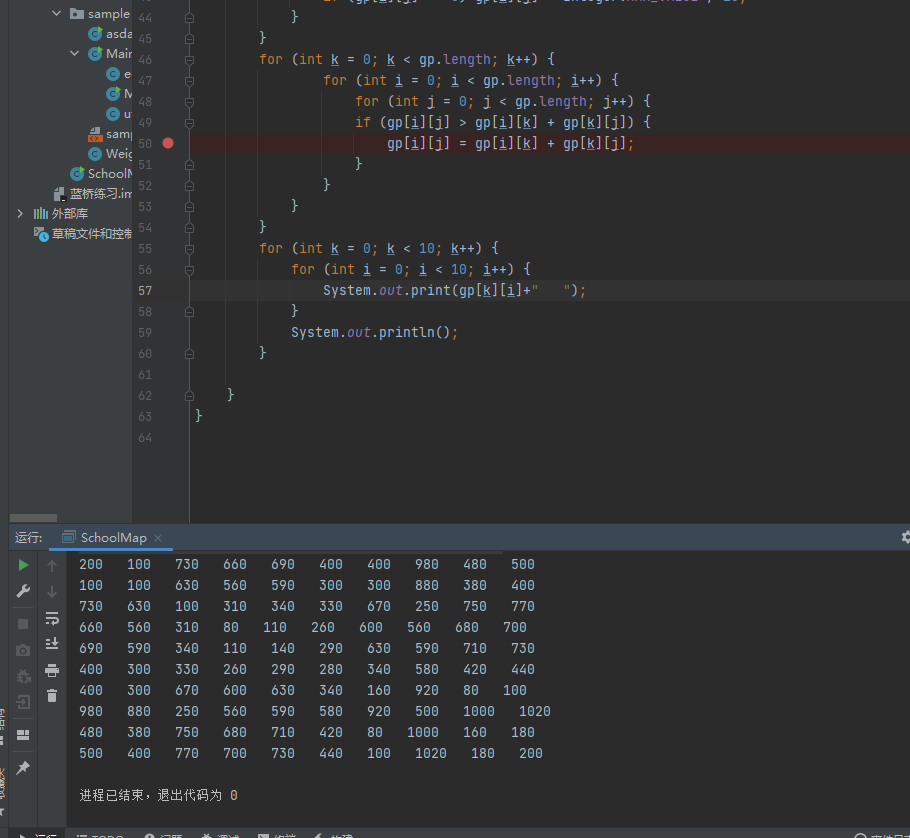 sample
asda
Main
e
M
u
sam
Weig
SchoolM
蓝桥练习.im
外部库
草稿文件和控制
44 }
45 }
46 for (int k = 0; k < gp.length; k++) {
47 for (int i = 0; i < gp.length; i++) {
48 for (int j = 0; j < gp.length; j++) {
49 if (gp[i][j] > gp[i][k] + gp[k][j]) {
50 gp[i][j] = gp[i][k] + gp[k][j];
51 }
52 }
53 }
54 }
55 for (int k = 0; k < 10; k++) {
56 for (int i = 0; i < 10; i++) {
57 System.out.print(gp[k][i]+"   ");
58 }
59 System.out.println();
60 }
61
62 }
63 }
64
运行: SchoolMap
200 100 730 660 690 400 400 980 480 500
100 100 630 560 590 300 300 880 380 400
730 630 100 310 340 330 670 250 750 770
660 560 310 80 110 260 600 560 680 700
690 590 340 110 140 290 630 590 710 730
400 300 330 260 290 280 340 580 420 440
400 300 670 600 630 340 160 920 80 100
980 880 250 560 590 580 920 500 1000 1020
480 380 750 680 710 420 80 1000 160 180
500 400 770 700 730 440 100 1020 180 200
进程已结束，退出代码为 0